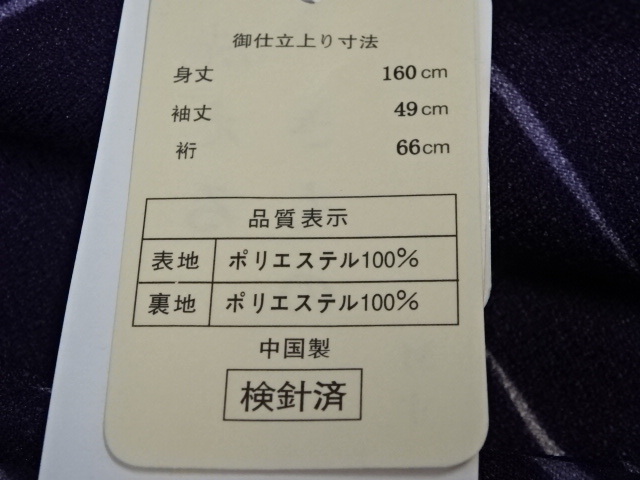 御仕立上り寸法
身丈 160cm
袖丈 49cm
裄 66cm
品質表示
表地 ポリエステル100%
裏地 ポリエステル100%
中国製
検針済